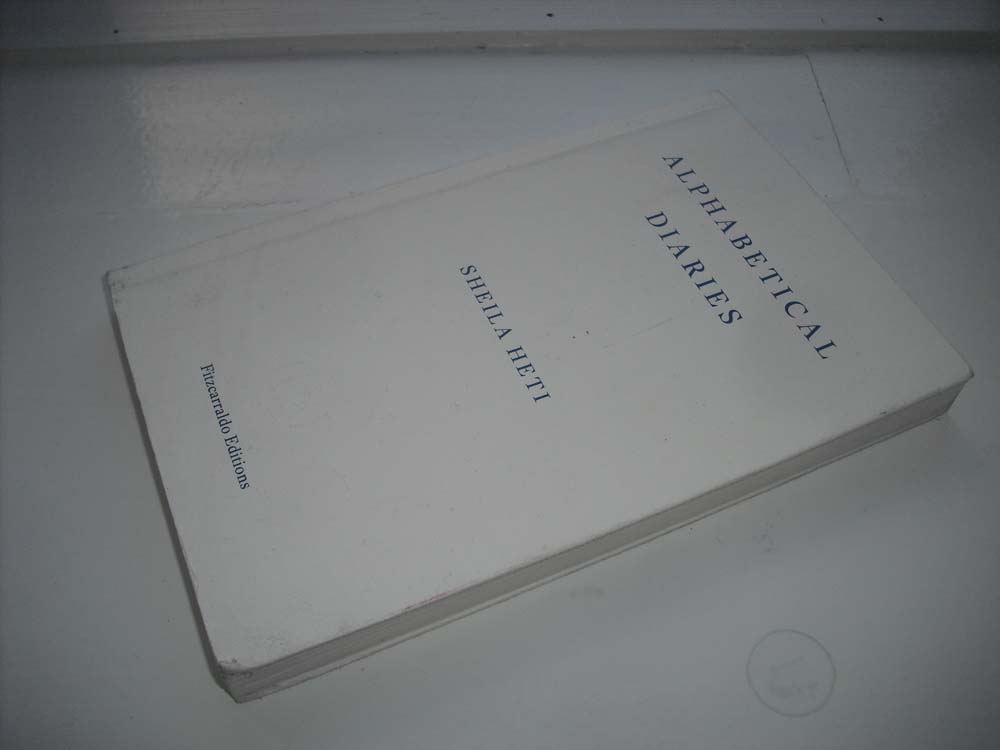 ALPHABETICAL
DIARIES
SHEILA HETI
Fitzcarraldo Editions